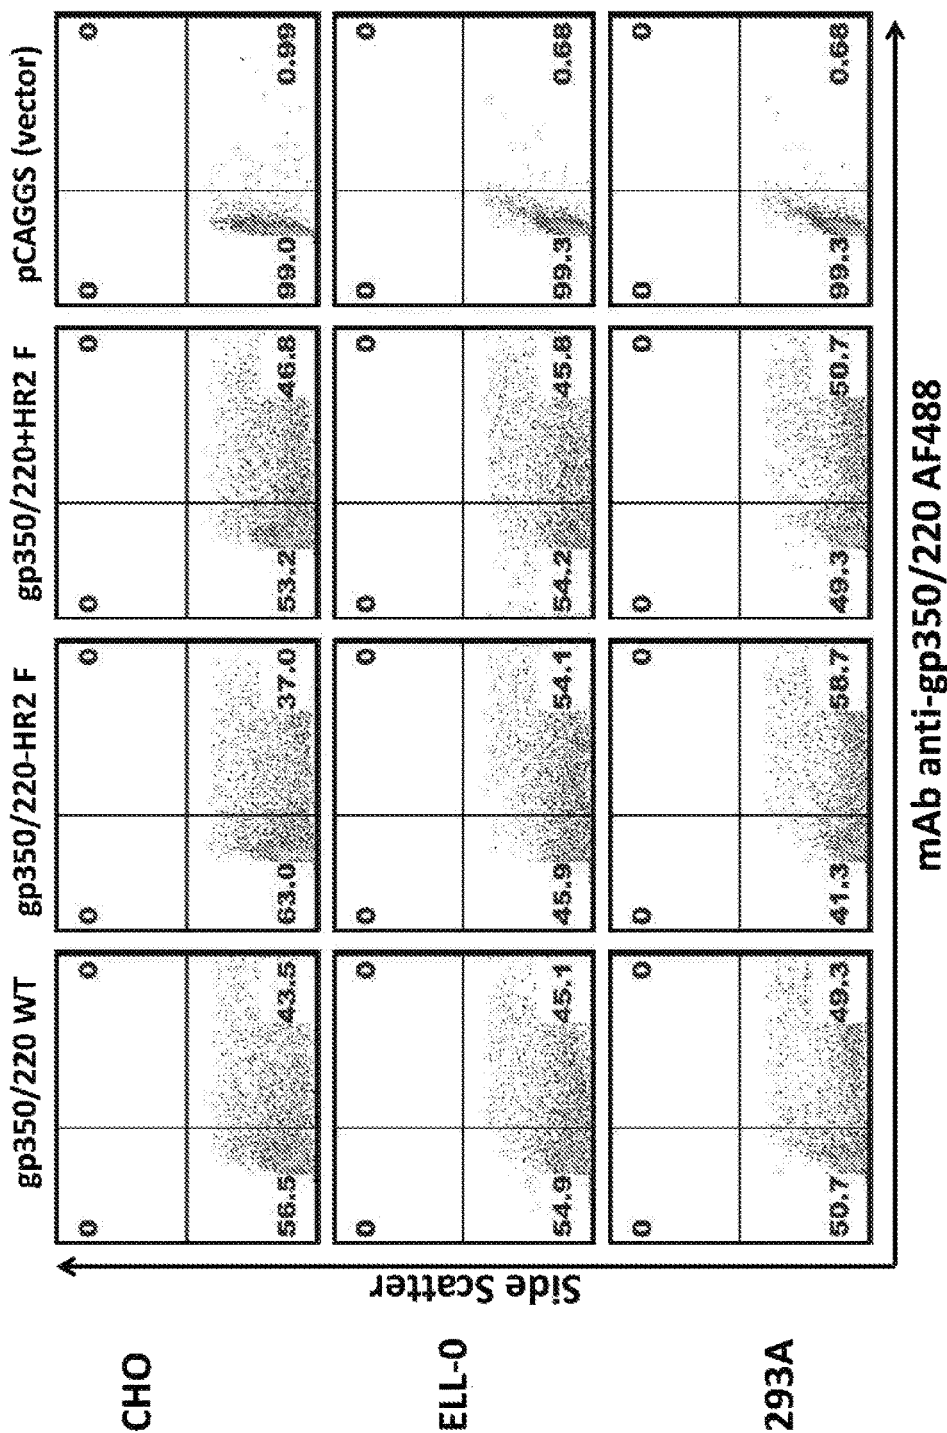 gp350/220 WT gp350/220-HR2 F gp350/220+HR2 F pCAGGS (vector)
CHO
0 0 0 0 0 0 0 0
56.5 43.5 63.0 37.0 53.2 46.8 99.0 0.99
ELL-0
0 0 0 0 0 0 0 0
54.9 45.1 45.9 54.1 54.2 45.8 99.3 0.68
293A
0 0 0 0 0 0 0 0
50.7 49.3 41.3 58.7 49.3 50.7 99.3 0.68
Side Scatter
mAb anti-gp350/220 AF488